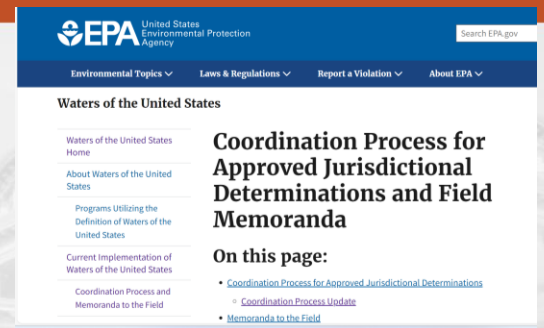 EPA
United States
Environmental Protection
Agency
Search EPA.gov
Environmental Topics
Laws & Regulations
Report a Violation
About EPA
Waters of the United States
Waters of the United States
Home
About Waters of the United
States
Programs Utilizing the
Definition of Waters of the
United States
Current Implementation of
Waters of the United States
Coordination Process and
Memoranda to the Field
Coordination Process for
Approved Jurisdictional
Determinations and Field
Memoranda
On this page:
Coordination Process for Approved Jurisdictional Determinations
Coordination Process Update
Memoranda to the Field